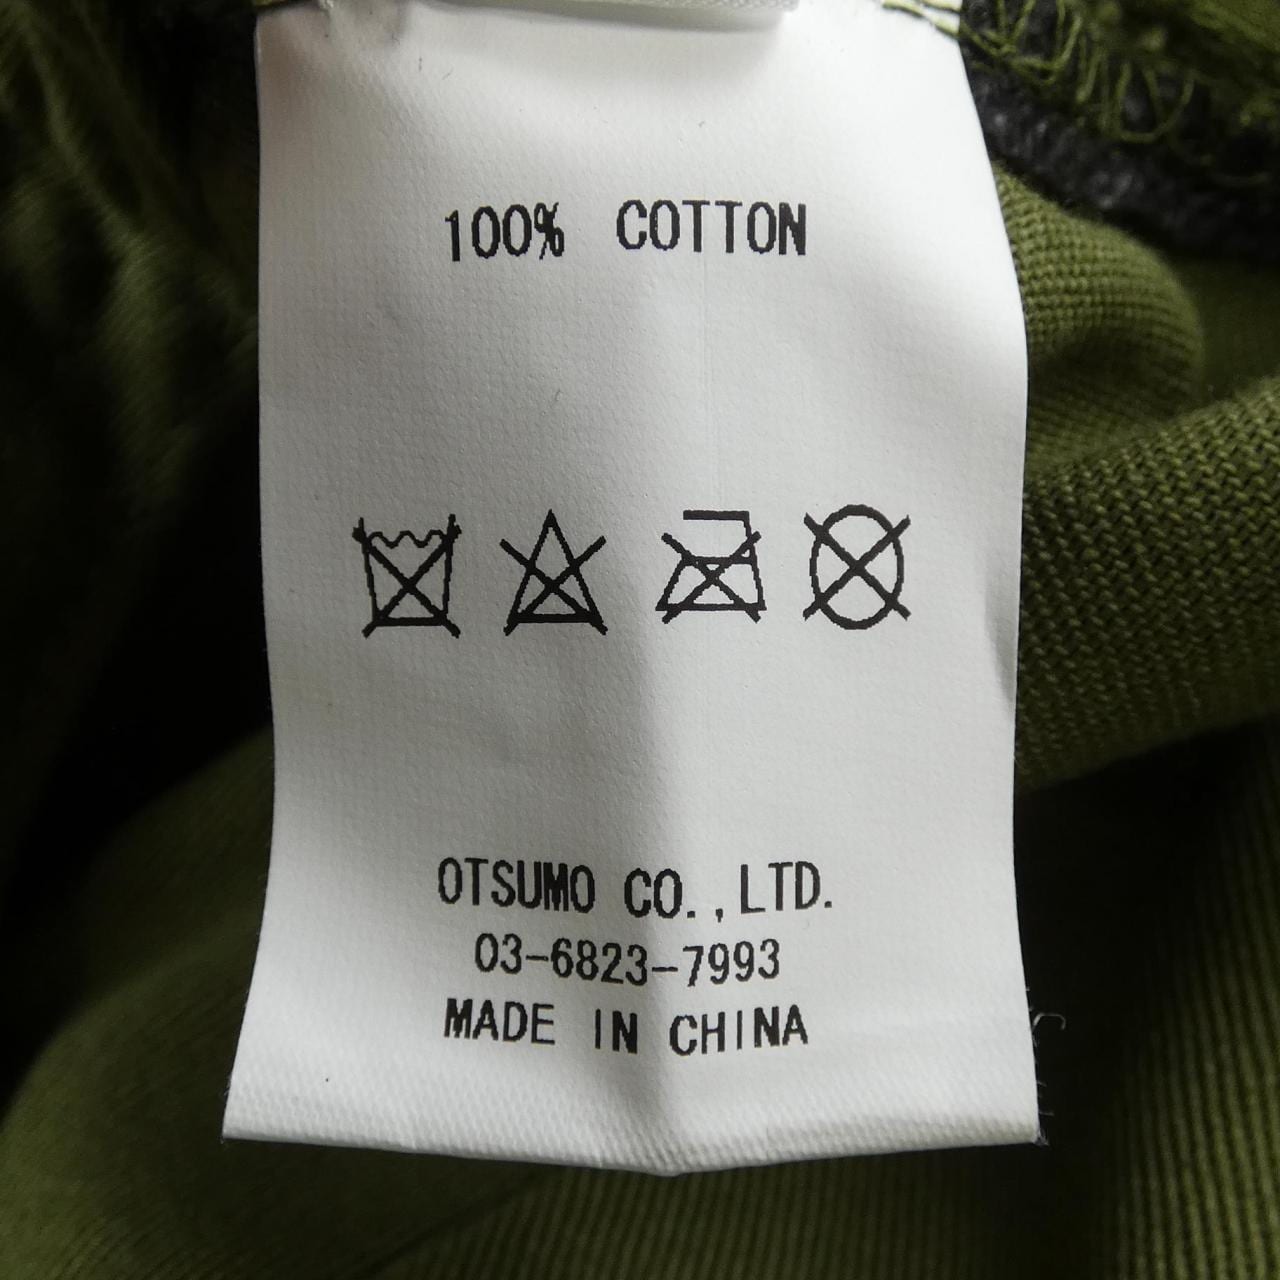 100% COTTON
OTSUMO CO.,LTD.
03-6823-7993
MADE IN CHINA